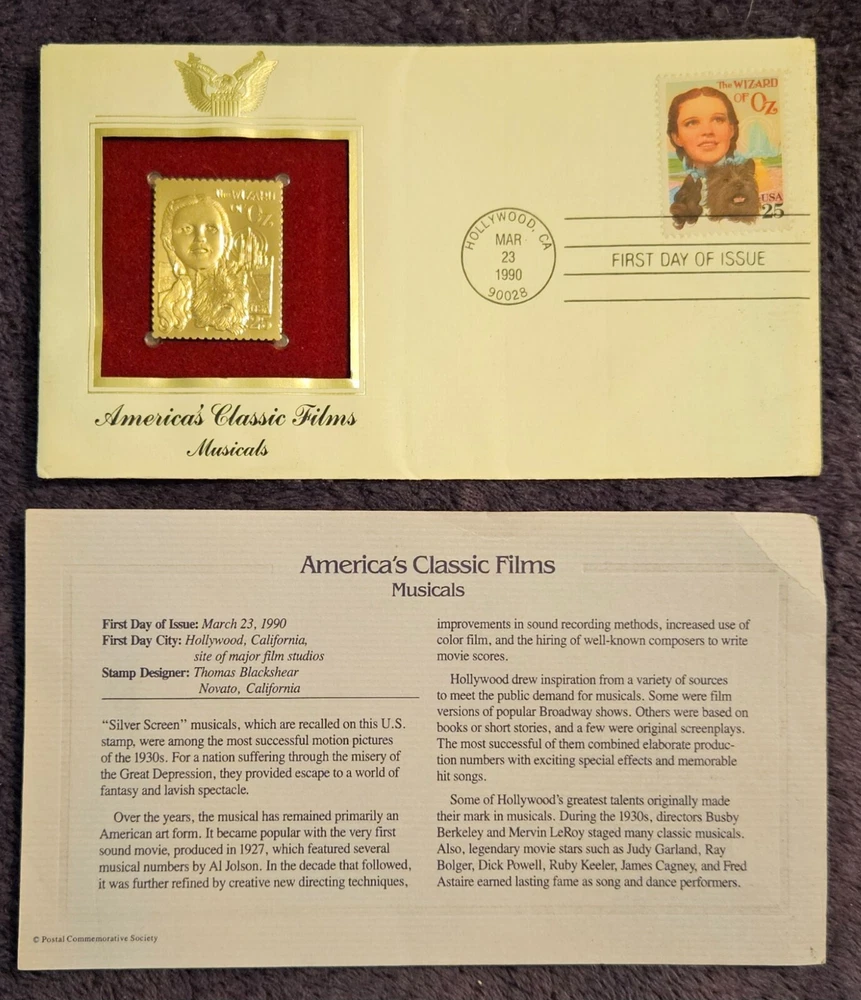 The WIZARD
OF OZ
USA
25
The WIZARD
OF OZ
USA
25
HOLLYWOOD, CA
MAR
23
1990
90028
FIRST DAY OF ISSUE
America's Classic Films
Musicals
America's Classic Films
Musicals
First Day of Issue: March 23, 1990
First Day City: Hollywood, California,
site of major film studios
Stamp Designer: Thomas Blackshear
Novato, California
"Silver Screen" musicals, which are recalled on this U.S.
stamp, were among the most successful motion pictures
of the 1930s. For a nation suffering through the misery of
the Great Depression, they provided escape to a world of
fantasy and lavish spectacle.
Over the years, the musical has remained primarily an
American art form. It became popular with the very first
sound movie, produced in 1927, which featured several
musical numbers by Al Jolson. In the decade that followed,
it was further refined by creative new directing techniques,
improvements in sound recording methods, increased use of
color film, and the hiring of well-known composers to write
movie scores.
Hollywood drew inspiration from a variety of sources
to meet the public demand for musicals. Some were film
versions of popular Broadway shows. Others were based on
books or short stories, and a few were original screenplays.
The most successful of them combined elaborate produc-
tion numbers with exciting special effects and memorable
hit songs.
Some of Hollywood's greatest talents originally made
their mark in musicals. During the 1930s, directors Busby
Berkeley and Mervin LeRoy staged many classic musicals.
Also, legendary movie stars such as Judy Garland, Ray
Bolger, Dick Powell, Ruby Keeler, James Cagney, and Fred
Astaire earned lasting fame as song and dance performers.
© Postal Commemorative Society